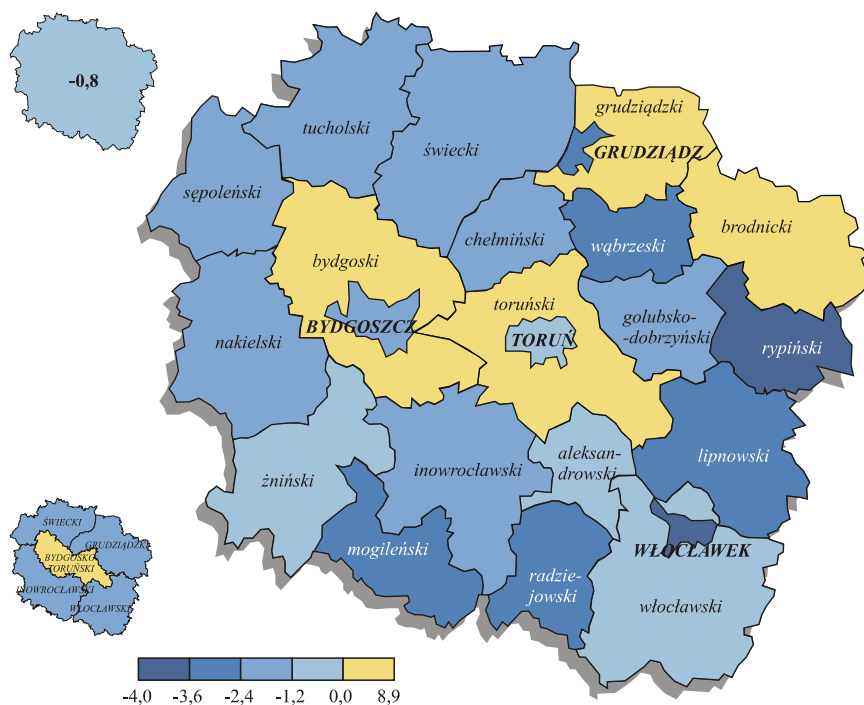 -0,8
tucholski
świecki
grudziądzki
GRUDZIĄDZ
sępoleński
chełmiński
wąbrzeski
brodnicki
bydgoski
BYDGOSZCZ
toruński
TORUŃ
golubsko-
-dobrzyński
rypiński
nakielski
żniński
inowrocławski
aleksan-
drowski
lipnowski
mogileński
radzie-
jowski
WŁOCŁAWEK
włocławski
ŚWIECKI
GRUDZIĄDZKI
BYDGOSKO-
TORUŃSKI
INOWROCŁAWSKI
WŁOCŁAWSKI
-4,0 -3,6 -2,4 -1,2 0,0 8,9